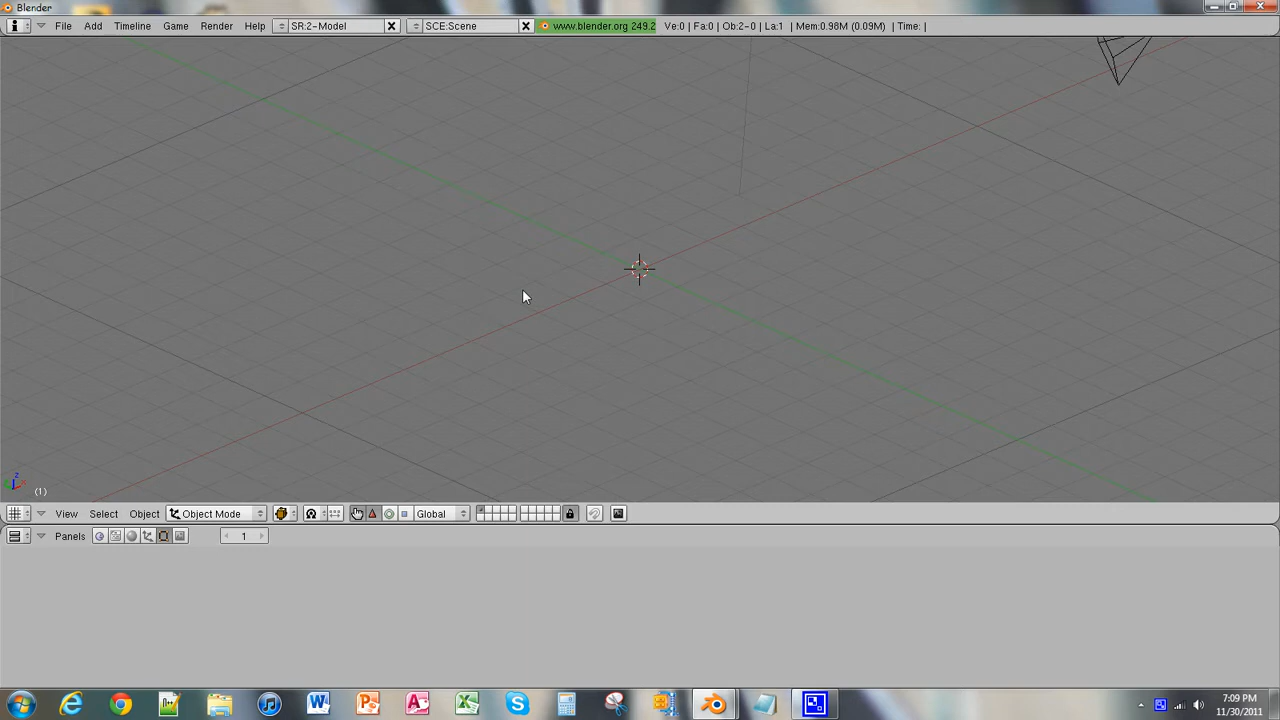 Blender
File Add Timeline Game Render Help SR:2-Model SCE:Scene www.blender.org 249.2 Ve:0 | Fa:0 | Ob:2-0 | La:1 | Mem:0.98M (0.09M) | Time: |
z
(1)
View Select Object Object Mode Global
Panels 1
7:09 PM
11/30/2011